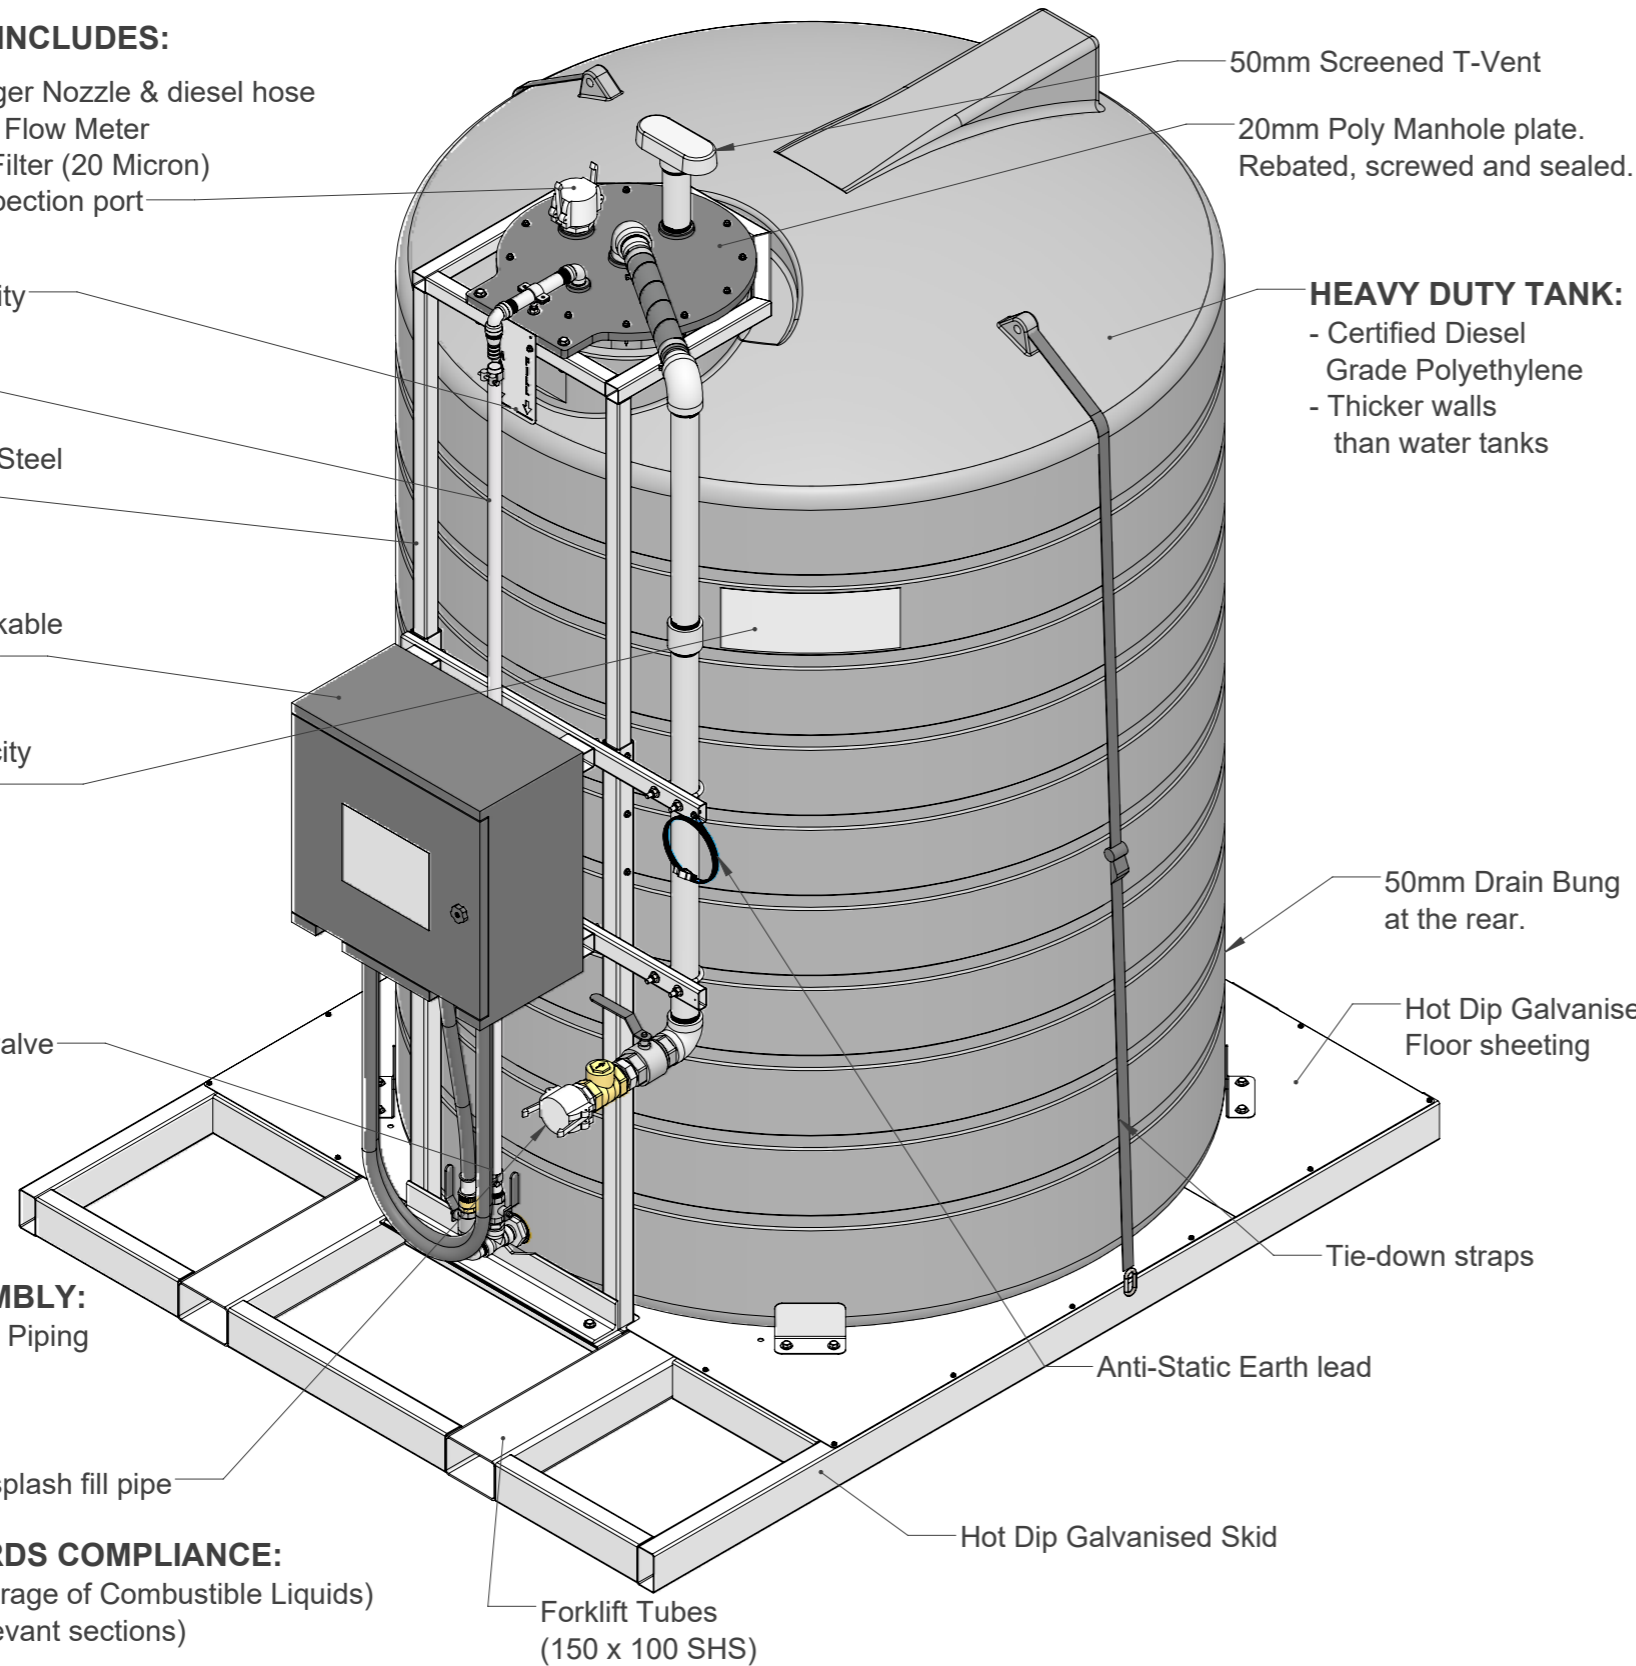 INCLUDES:
ger Nozzle & diesel hose
Flow Meter
Filter (20 Micron)
pection port
ity
Steel
kable
city
alve
MBLY:
Piping
splash fill pipe
RDS COMPLIANCE:
rage of Combustible Liquids)
evant sections)
50mm Screened T-Vent
20mm Poly Manhole plate.
Rebated, screwed and sealed.
HEAVY DUTY TANK:
- Certified Diesel
Grade Polyethylene
- Thicker walls
than water tanks
50mm Drain Bung
at the rear.
Hot Dip Galvanise
Floor sheeting
Tie-down straps
Anti-Static Earth lead
Hot Dip Galvanised Skid
Forklift Tubes
(150 x 100 SHS)